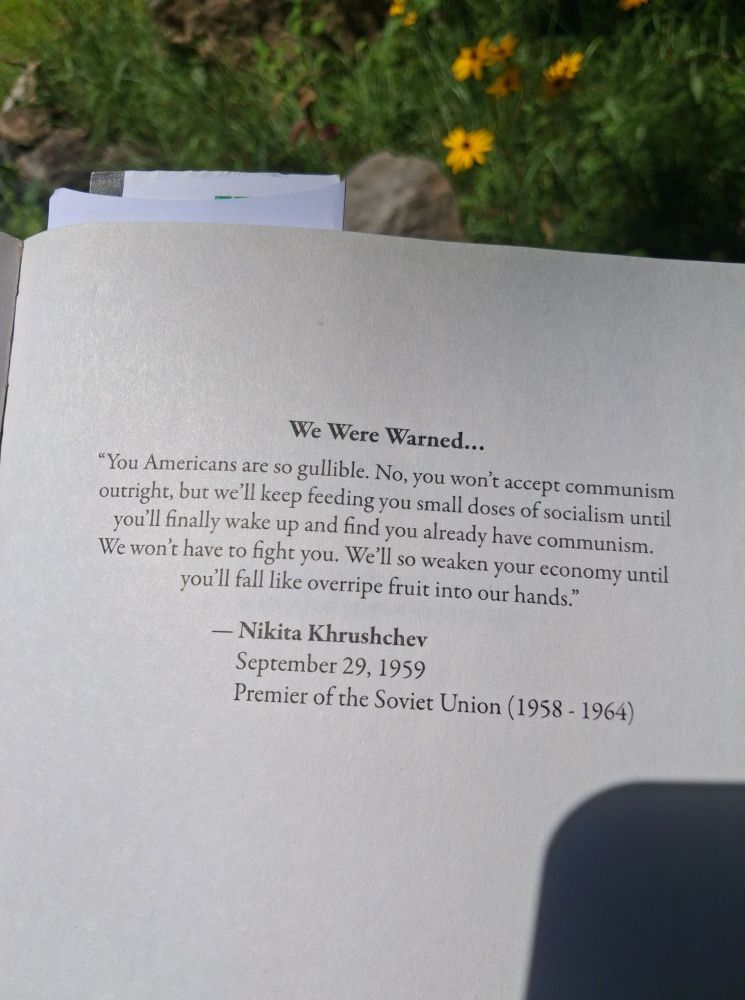 We Were Warned...
“You Americans are so gullible. No, you won’t accept communism
outright, but we’ll keep feeding you small doses of socialism until
you’ll finally wake up and find you already have communism.
We won’t have to fight you. We’ll so weaken your economy until
you’ll fall like overripe fruit into our hands.”
— Nikita Khrushchev
September 29, 1959
Premier of the Soviet Union (1958 - 1964)